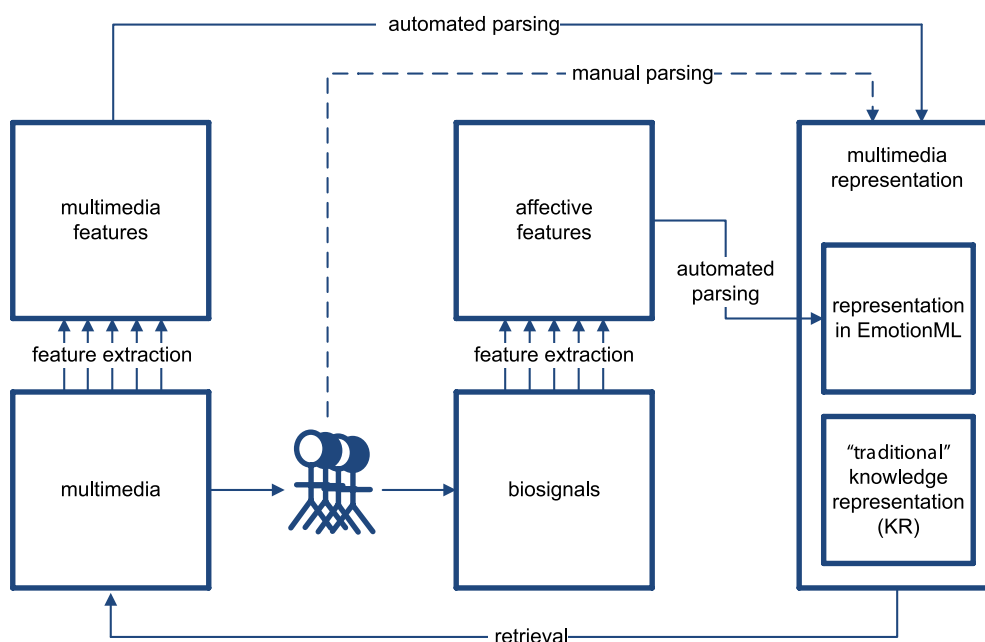 automated parsing
manual parsing
multimedia
features
affective
features
multimedia
representation
automated
parsing
representation
in EmotionML
feature extraction
feature extraction
multimedia
biosignals
“traditional”
knowledge
representation
(KR)
retrieval